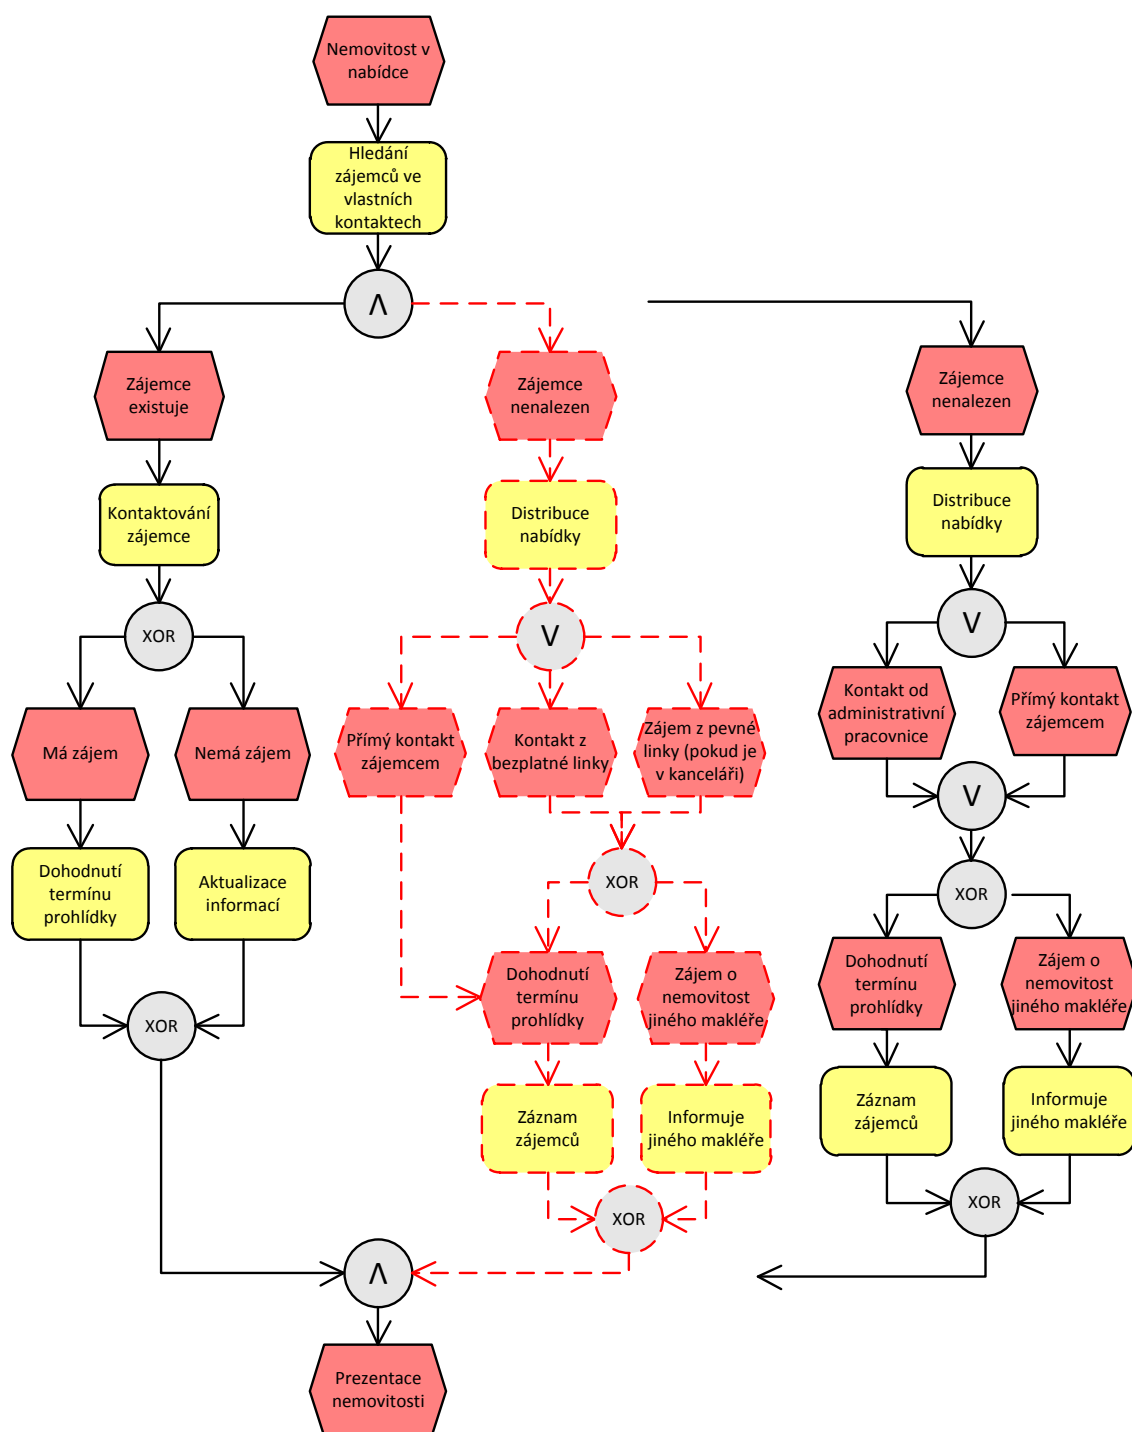 Nemovitost v
nabídce
Hledání
zájemců ve
vlastních
kontaktech
Λ
Zájemce
existuje
Zájemce
nenalezen
Zájemce
nenalezen
Kontaktování
zájemce
Distribuce
nabídky
Distribuce
nabídky
XOR
V
V
Má zájem
Nemá zájem
Přímý kontakt
zájemcem
Kontakt z
bezplatné linky
Zájem z pevné
linky (pokud je
v kanceláři)
Kontakt od
administrativní
pracovnice
Přímý kontakt
zájemcem
V
Dohodnutí
termínu
prohlídky
Aktualizace
informací
XOR
XOR
Dohodnutí
termínu
prohlídky
Zájem o
nemovitost
jiného makléře
Dohodnutí
termínu
prohlídky
Zájem o
nemovitost
jiného makléře
XOR
Záznam
zájemců
Informuje
jiného makléře
Záznam
zájemců
Informuje
jiného makléře
XOR
XOR
Λ
Prezentace
nemovitosti